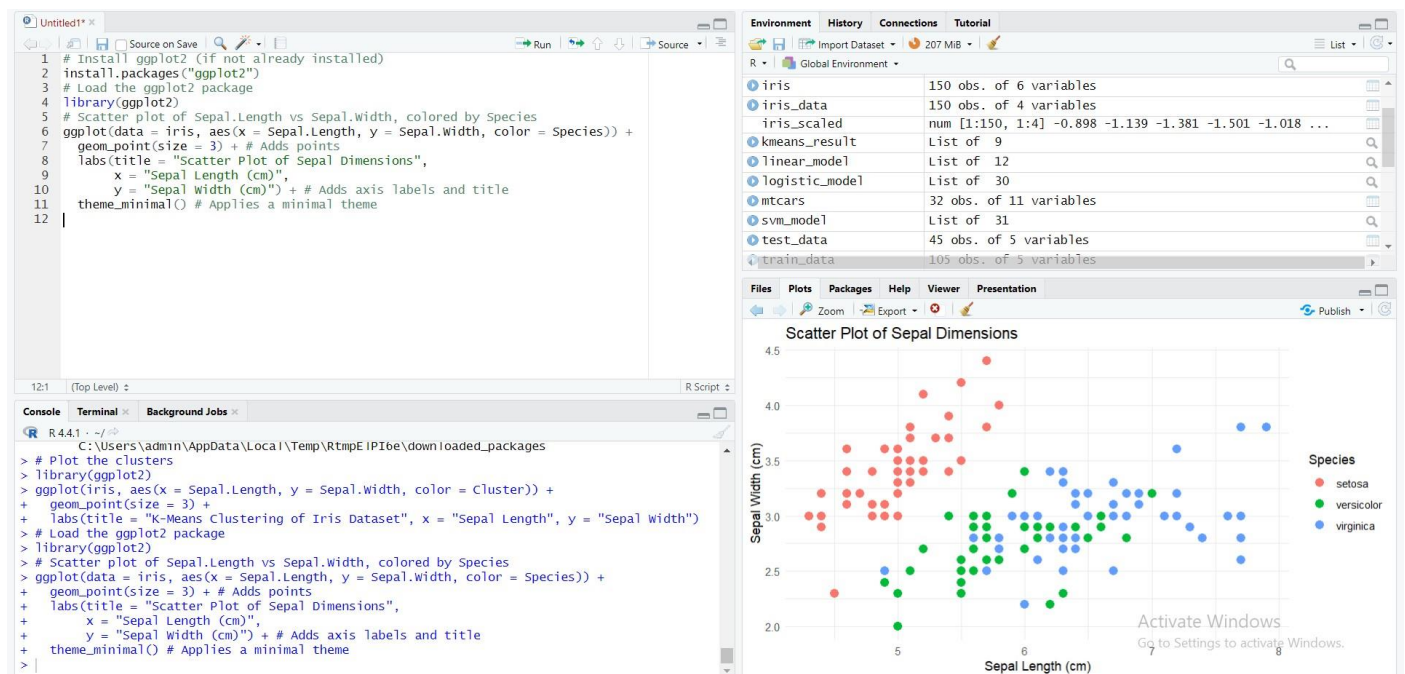 Untitled1*
Source on Save
Run
Source
1 # Install ggplot2 (if not already installed)
2 install.packages("ggplot2")
3 # Load the ggplot2 package
4 library(ggplot2)
5 # Scatter plot of Sepal.Length vs Sepal.Width, colored by Species
6 ggplot(data = iris, aes(x = Sepal.Length, y = Sepal.Width, color = Species)) +
7 geom_point(size = 3) + # Adds points
8 labs(title = "Scatter Plot of Sepal Dimensions",
9 x = "Sepal Length (cm)",
10 y = "Sepal Width (cm)") + # Adds axis labels and title
11 theme_minimal() # Applies a minimal theme
12
12:1 (Top Level) R Script
Console Terminal Background Jobs
R R 4.4.1 · ~/
C:\Users\admin\AppData\Local\Temp\RtmpElPI6e\downloaded_packages
> # Plot the clusters
> library(ggplot2)
> ggplot(iris, aes(x = Sepal.Length, y = Sepal.Width, color = Cluster)) +
+ geom_point(size = 3) +
+ labs(title = "K-Means Clustering of Iris Dataset", x = "Sepal Length", y = "Sepal Width")
> # Load the ggplot2 package
> library(ggplot2)
> # Scatter plot of Sepal.Length vs Sepal.Width, colored by Species
> ggplot(data = iris, aes(x = Sepal.Length, y = Sepal.Width, color = Species)) +
+ geom_point(size = 3) + # Adds points
+ labs(title = "Scatter Plot of Sepal Dimensions",
+ x = "Sepal Length (cm)",
+ y = "Sepal Width (cm)") + # Adds axis labels and title
+ theme_minimal() # Applies a minimal theme
>
Environment History Connections Tutorial
Import Dataset 207 MiB List
R Global Environment
iris 150 obs. of 6 variables
iris_data 150 obs. of 4 variables
iris_scaled num [1:150, 1:4] -0.898 -1.139 -1.381 -1.501 -1.018 ...
kmeans_result List of 9
linear_model List of 12
logistic_model List of 30
mtcars 32 obs. of 11 variables
svm_model List of 31
test_data 45 obs. of 5 variables
train_data 105 obs. of 5 variables
Files Plots Packages Help Viewer Presentation
Zoom Export Publish
Scatter Plot of Sepal Dimensions
4.5
4.0
3.5
3.0
2.5
2.0
Sepal Width (cm)
5 6 7 8
Sepal Length (cm)
Species
setosa
versicolor
virginica
Activate Windows
Go to Settings to activate Windows.